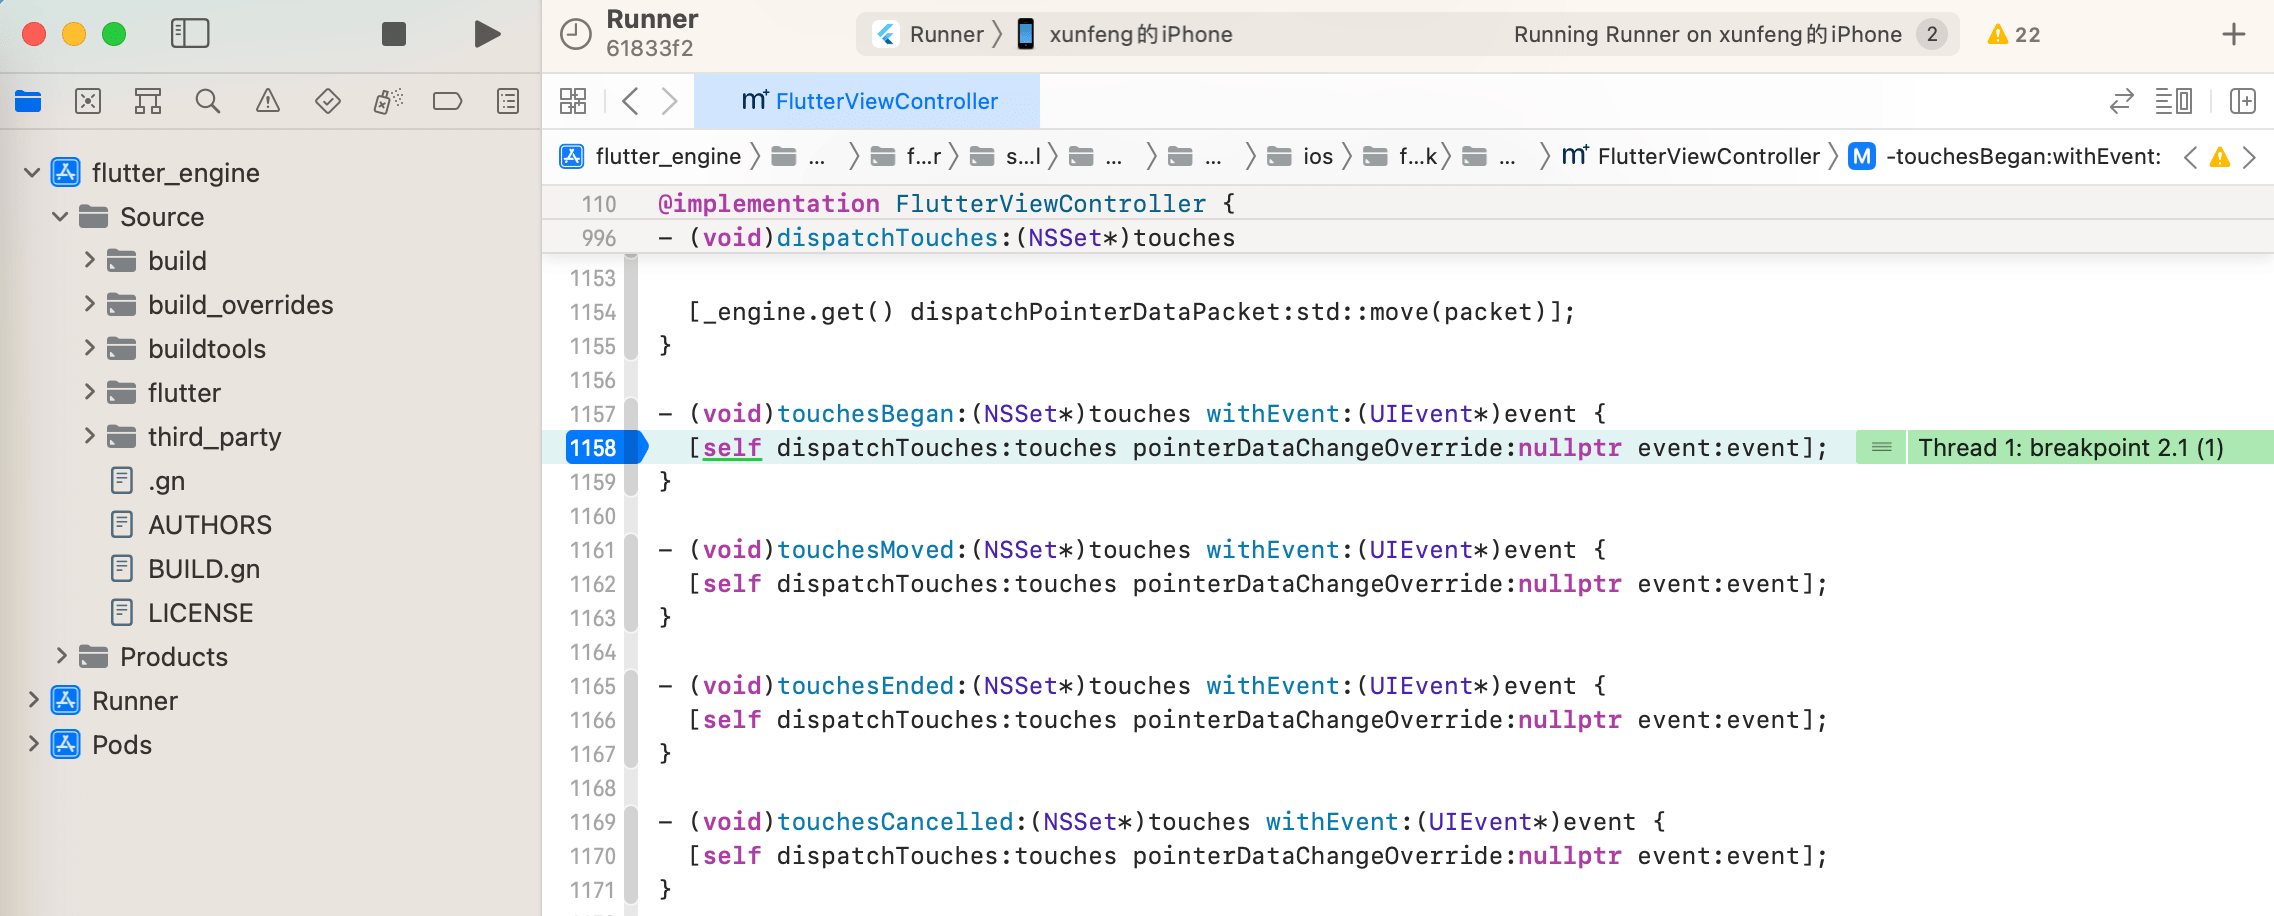 Runner
61833f2
Runner
xunfeng的iPhone
Running Runner on xunfeng的iPhone
2
22
m+ FlutterViewController
flutter_engine
...
f...r
s...l
...
...
ios
f...k
...
m+ FlutterViewController
M -touchesBegan:withEvent:
flutter_engine
Source
build
build_overrides
buildtools
flutter
third_party
.gn
AUTHORS
BUILD.gn
LICENSE
Products
Runner
Pods
110 @implementation FlutterViewController {
996 - (void)dispatchTouches:(NSSet*)touches
1153
1154 [_engine.get() dispatchPointerDataPacket:std::move(packet)];
1155 }
1156
1157 - (void)touchesBegan:(NSSet*)touches withEvent:(UIEvent*)event {
1158 [self dispatchTouches:touches pointerDataChangeOverride:nullptr event:event];
Thread 1: breakpoint 2.1 (1)
1159 }
1160
1161 - (void)touchesMoved:(NSSet*)touches withEvent:(UIEvent*)event {
1162 [self dispatchTouches:touches pointerDataChangeOverride:nullptr event:event];
1163 }
1164
1165 - (void)touchesEnded:(NSSet*)touches withEvent:(UIEvent*)event {
1166 [self dispatchTouches:touches pointerDataChangeOverride:nullptr event:event];
1167 }
1168
1169 - (void)touchesCancelled:(NSSet*)touches withEvent:(UIEvent*)event {
1170 [self dispatchTouches:touches pointerDataChangeOverride:nullptr event:event];
1171 }